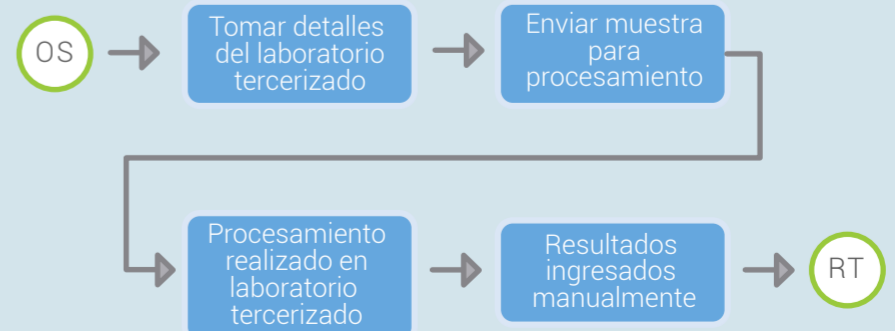 OS
Tomar detalles
del laboratorio
tercerizado
Enviar muestra
para
procesamiento
Procesamiento
realizado en
laboratorio
tercerizado
Resultados
ingresados
manualmente
RT